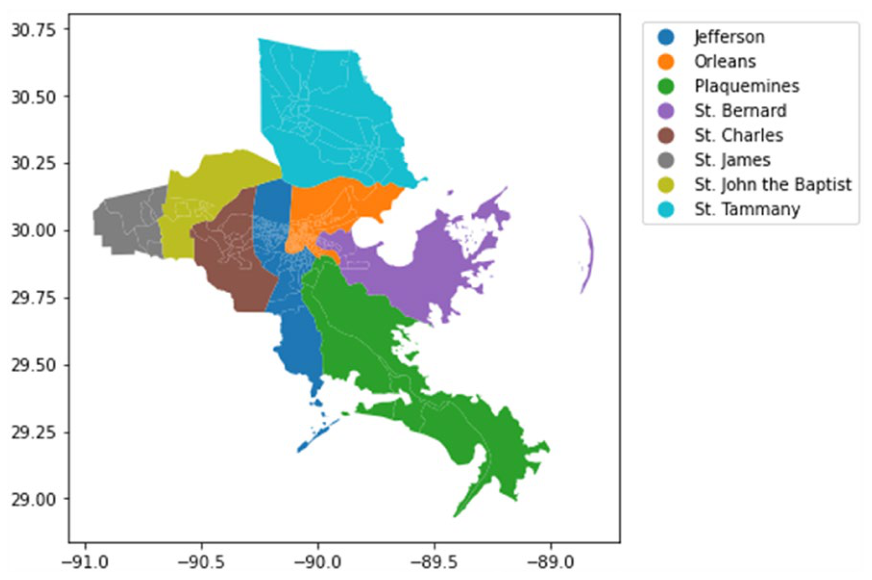 30.75
30.50
30.25
30.00
29.75
29.50
29.25
29.00
−91.0 −90.5 −90.0 −89.5 −89.0
Jefferson
Orleans
Plaquemines
St. Bernard
St. Charles
St. James
St. John the Baptist
St. Tammany